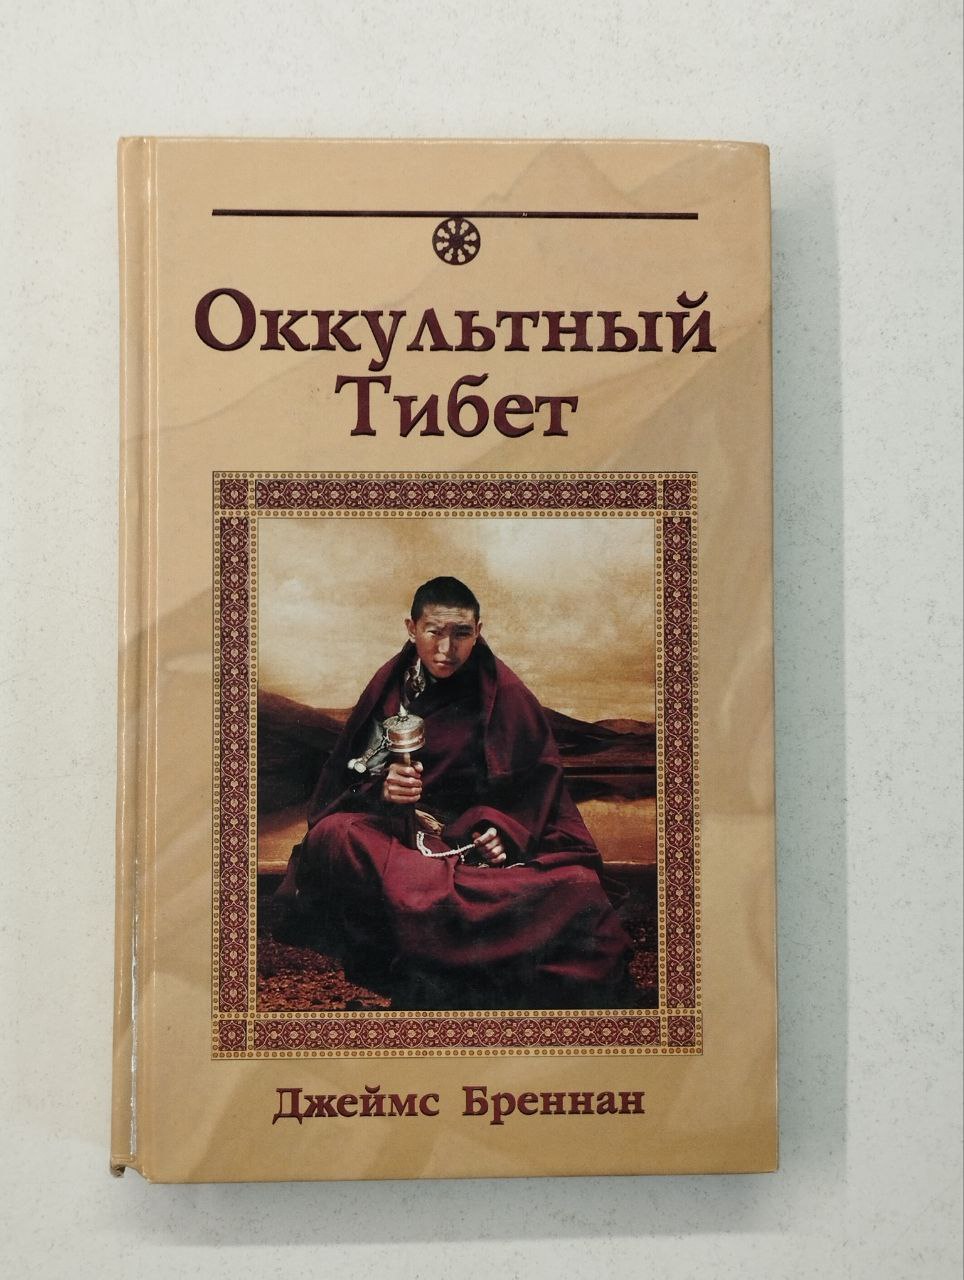 Оккультный
Тибет
Джеймс Бреннан